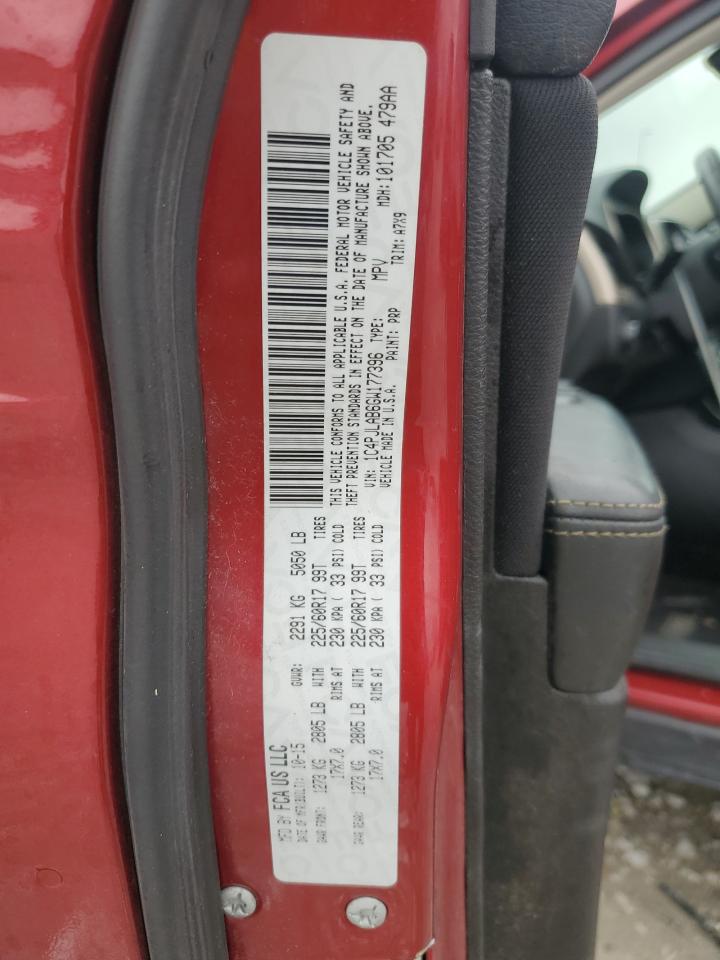 MFD BY FCA US LLC
DATE OF MFR(BUILT): 10-15 GVWR: 2291 KG 5050 LB
GAWR FRONT: 1273 KG 2805 LB WITH 225/60R17 99T TIRES
17X7.0 RIMS AT 230 KPA ( 33 PSI) COLD
GAWR REAR: 1273 KG 2805 LB WITH 225/60R17 99T TIRES
17X7.0 RIMS AT 230 KPA ( 33 PSI) COLD
THIS VEHICLE CONFORMS TO ALL APPLICABLE U.S.A. FEDERAL MOTOR VEHICLE SAFETY AND
THEFT PREVENTION STANDARDS IN EFFECT ON THE DATE OF MANUFACTURE SHOWN ABOVE.
VIN: 1C4PJLAB6GW177396 TYPE: MPV MDH:101705 479AA
VEHICLE MADE IN U.S.A. PAINT: PRP TRIM: A7X9